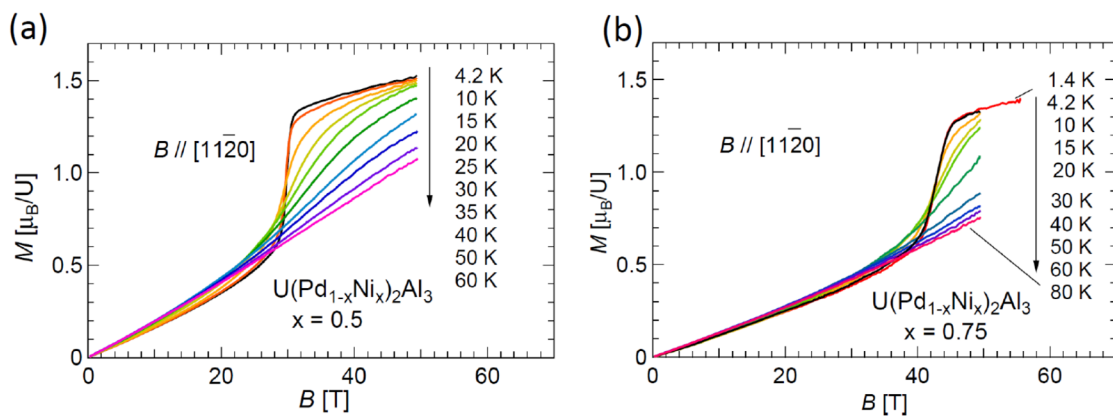 (a)
1.5
1.0
0.5
0
0
20
40
60
M [μB/U]
B [T]
B // [112̄0]
U(Pd1-xNix)2Al3
x = 0.5
4.2 K
10 K
15 K
20 K
25 K
30 K
35 K
40 K
50 K
60 K
(b)
1.5
1.0
0.5
0
0
20
40
60
M [μB/U]
B [T]
B // [112̄0]
U(Pd1-xNix)2Al3
x = 0.75
1.4 K
4.2 K
10 K
15 K
20 K
30 K
40 K
50 K
60 K
80 K